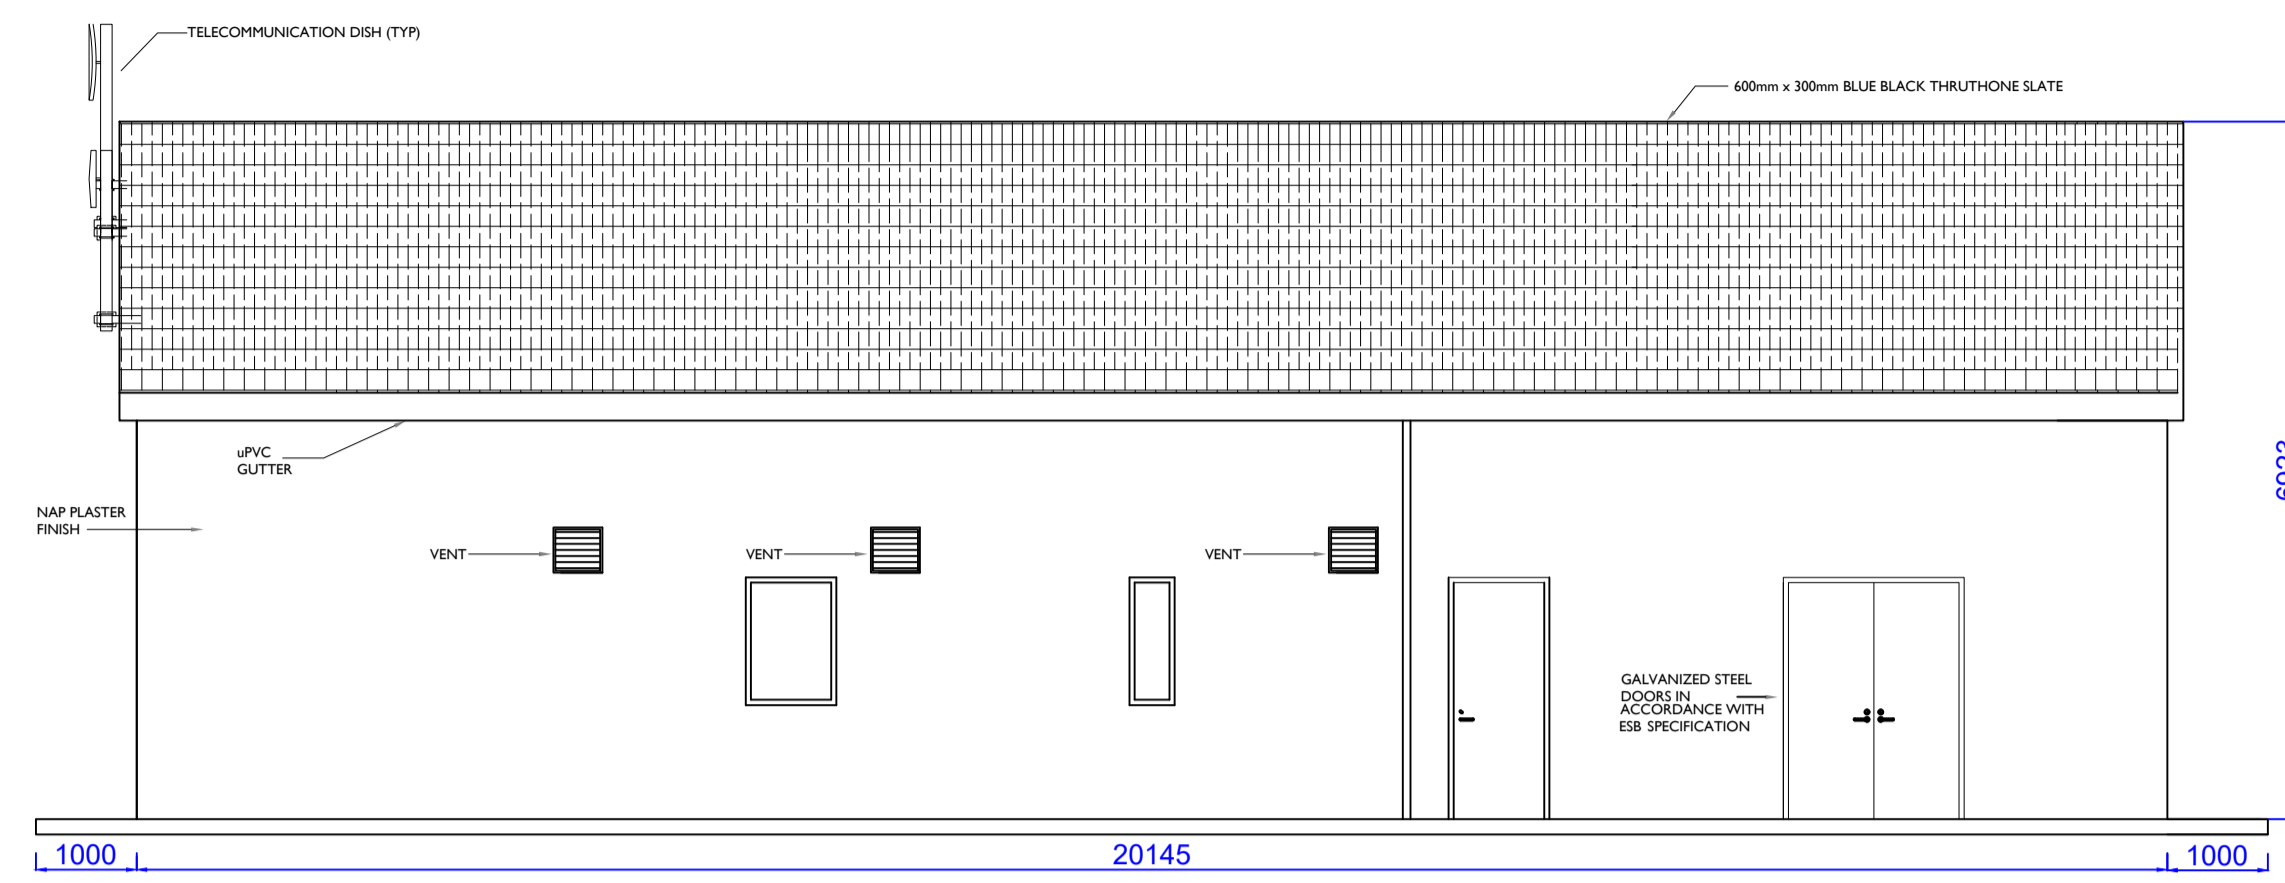 TELECOMMUNICATION DISH (TYP)
600mm x 300mm BLUE BLACK THRUTHONE SLATE
uPVC
GUTTER
NAP PLASTER
FINISH
VENT
VENT
VENT
GALVANIZED STEEL
DOORS IN
ACCORDANCE WITH
ESB SPECIFICATION
1000
20145
1000